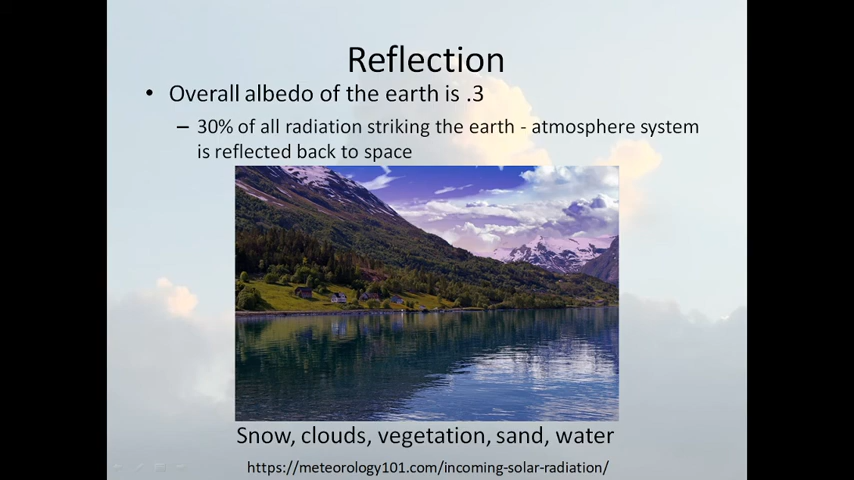 Reflection
• Overall albedo of the earth is .3
– 30% of all radiation striking the earth - atmosphere system
is reflected back to space
Snow, clouds, vegetation, sand, water
https://meteorology101.com/incoming-solar-radiation/